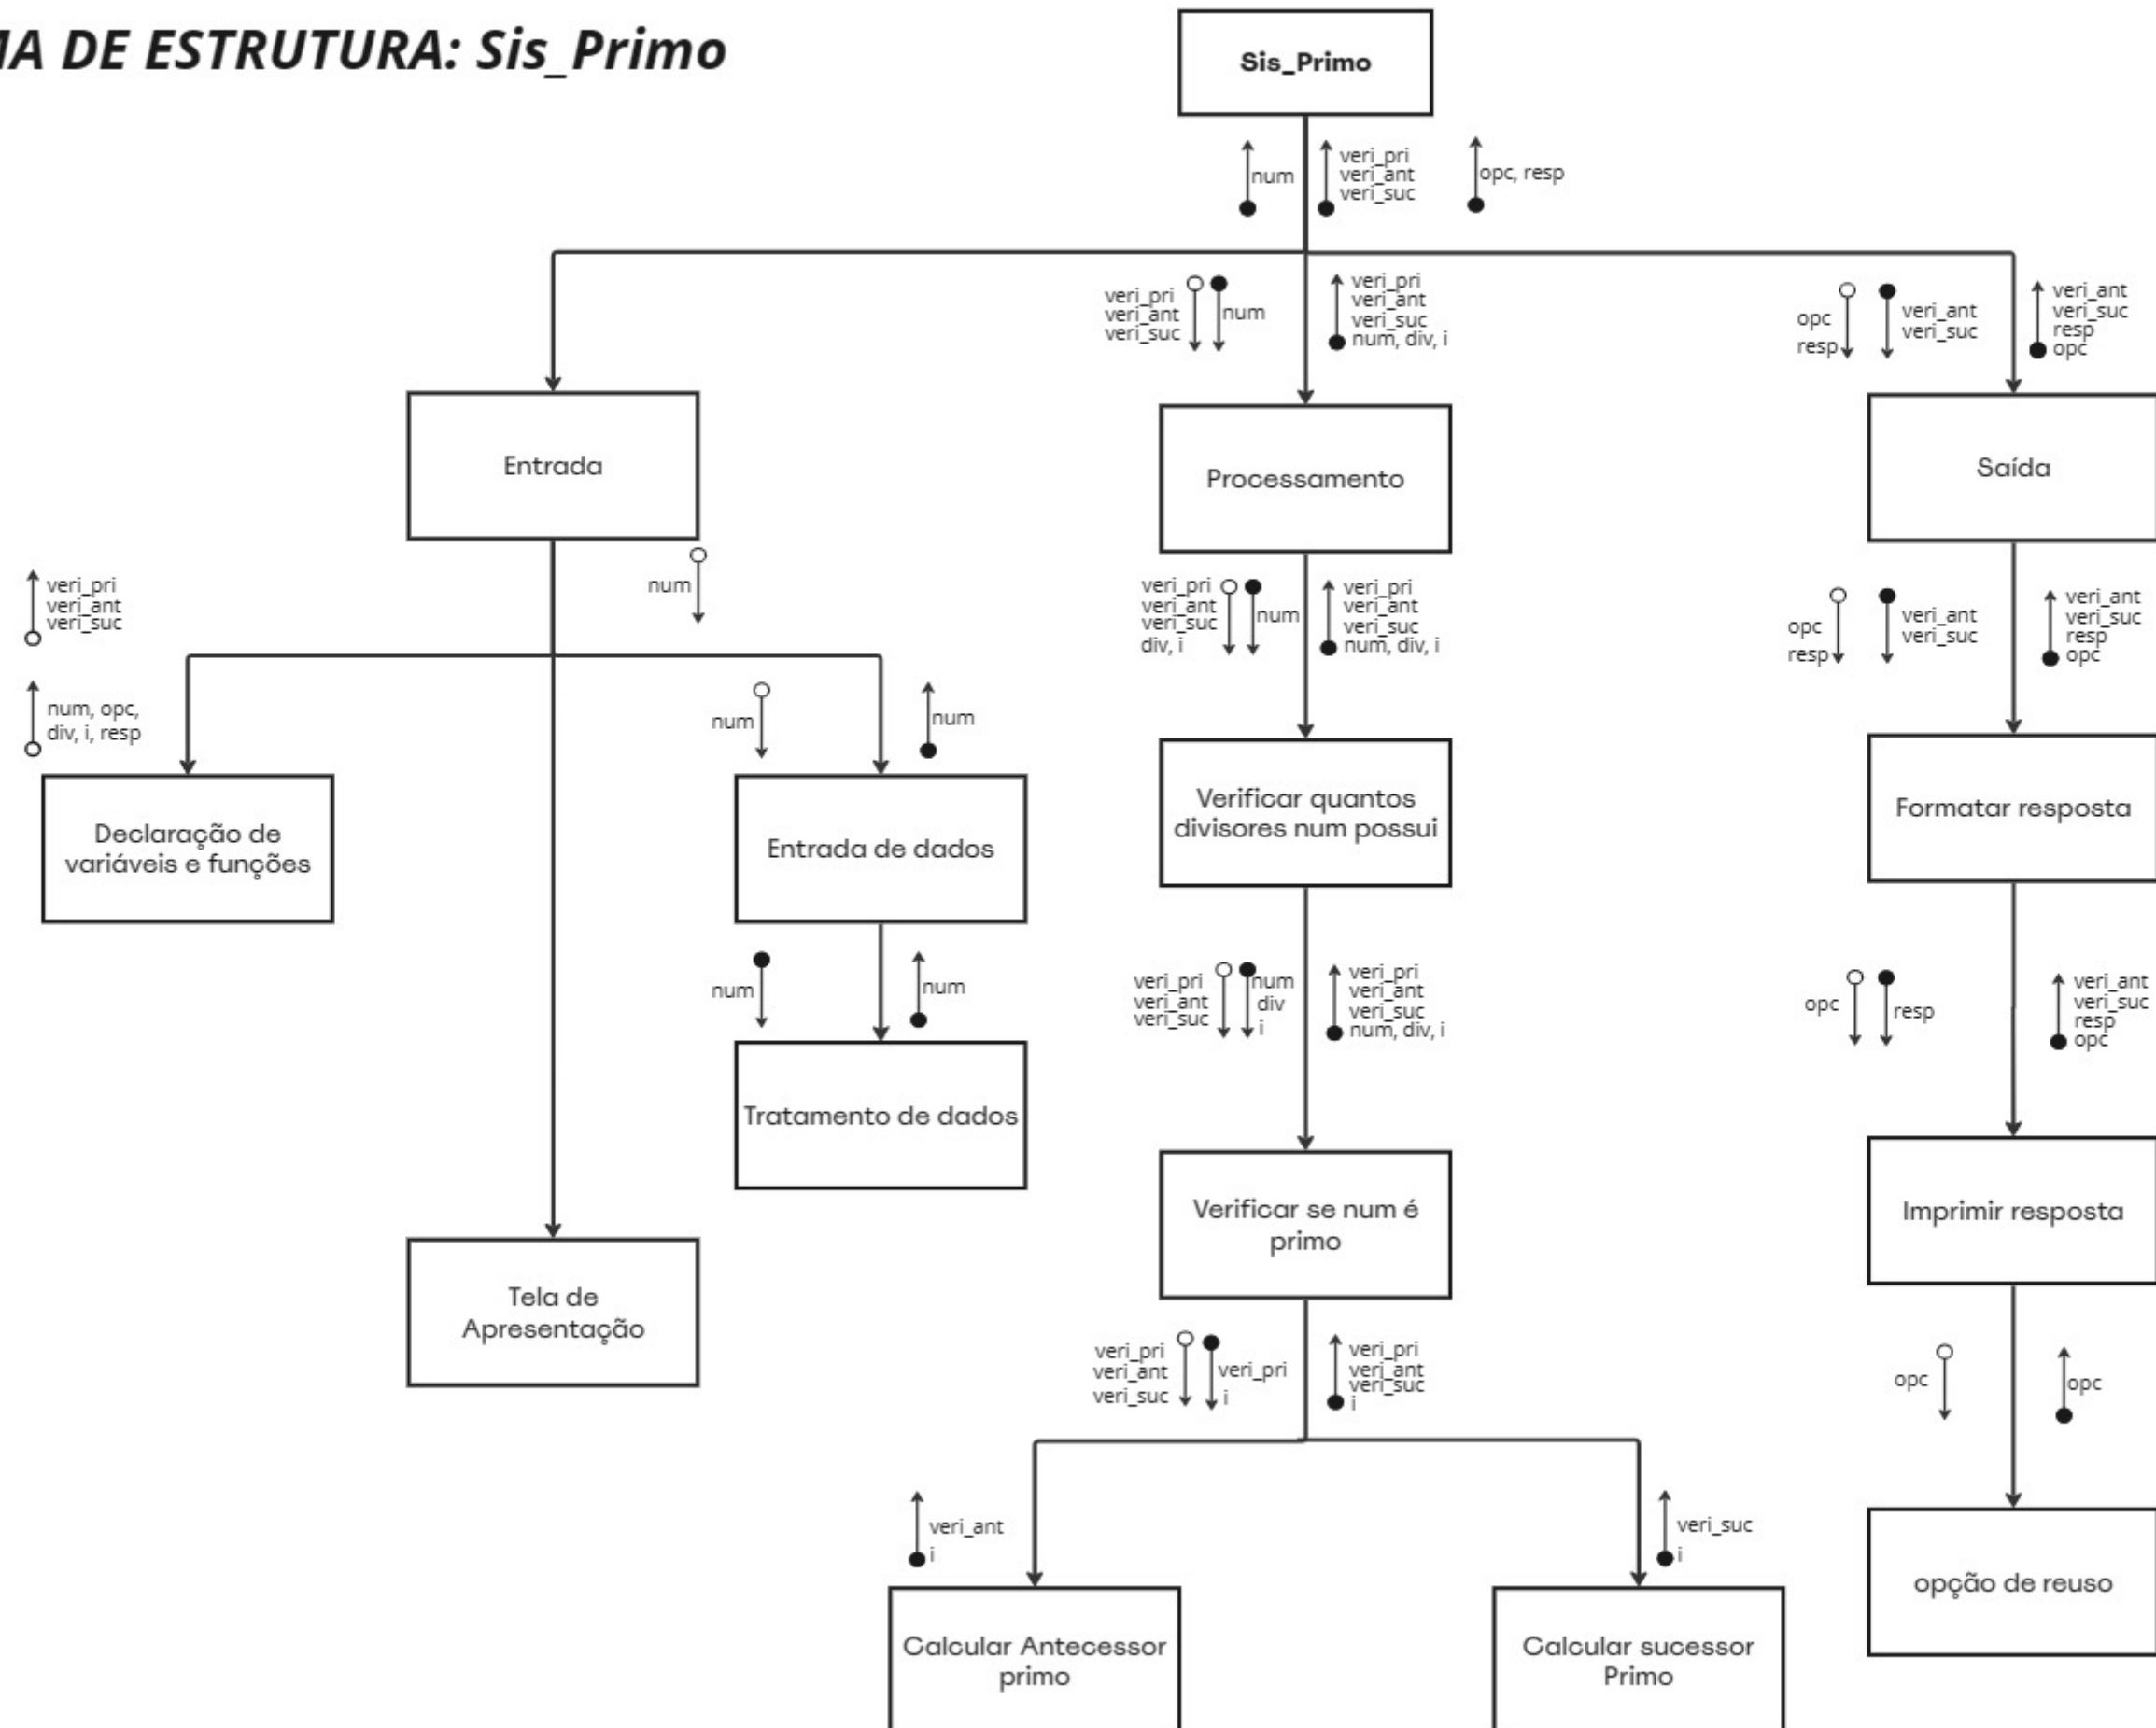 MA DE ESTRUTURA: Sis_Primo
Sis_Primo
num
veri_pri
veri_ant
veri_suc
opc, resp
veri_pri
veri_ant
veri_suc
num
veri_pri
veri_ant
veri_suc
num, div, i
opc
resp
veri_ant
veri_suc
veri_ant
veri_suc
resp
opc
Entrada
Processamento
Saída
veri_pri
veri_ant
veri_suc
num
num, opc,
div, i, resp
num
num
veri_pri
veri_ant
veri_suc
div, i
num
veri_pri
veri_ant
veri_suc
num, div, i
opc
resp
veri_ant
veri_suc
veri_ant
veri_suc
resp
opc
Declaração de
variáveis e funções
Entrada de dados
Verificar quantos
divisores num possui
Formatar resposta
num
num
veri_pri
veri_ant
veri_suc
num
div
i
veri_pri
veri_ant
veri_suc
num, div, i
opc
resp
veri_ant
veri_suc
resp
opc
Tratamento de dados
Verificar se num é
primo
Imprimir resposta
Tela de
Apresentação
veri_pri
veri_ant
veri_suc
veri_pri
i
veri_pri
veri_ant
veri_suc
i
opc
opc
veri_ant
i
veri_suc
i
opção de reuso
Calcular Antecessor
primo
Calcular sucessor
Primo